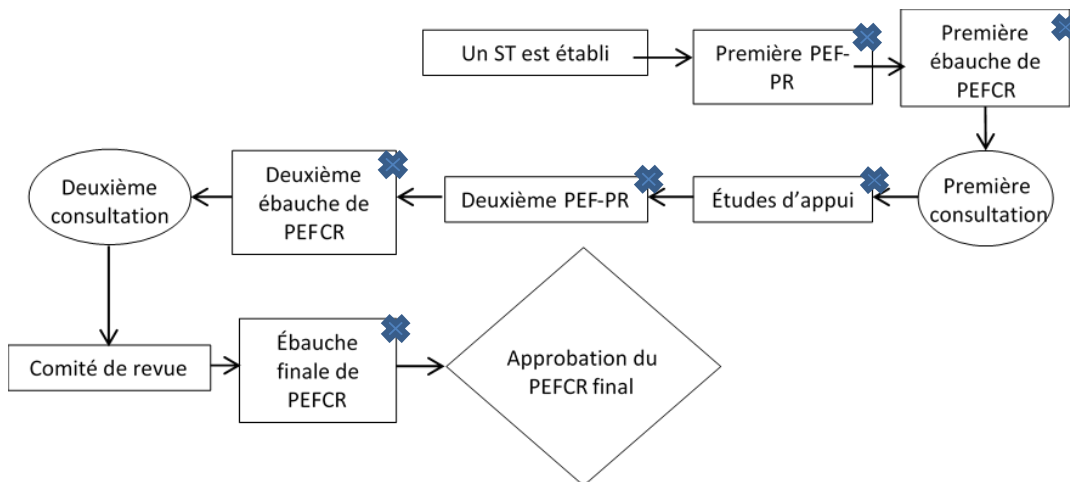 Un ST est établi
Première PEF-
PR
Première
ébauche de
PEFCR
Première
consultation
Études d'appui
Deuxième PEF-PR
Deuxième
ébauche de
PEFCR
Deuxième
consultation
Comité de revue
Ébauche
finale de
PEFCR
Approbation du
PEFCR final